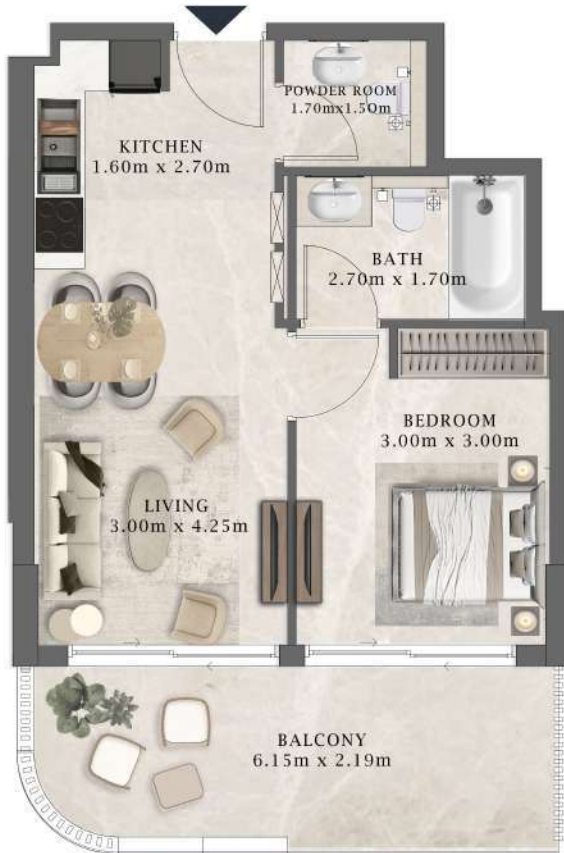 POWDER ROOM
1.70mx1.50m
KITCHEN
1.60m x 2.70m
BATH
2.70m x 1.70m
BEDROOM
3.00m x 3.00m
LIVING
3.00m x 4.25m
BALCONY
6.15m x 2.19m